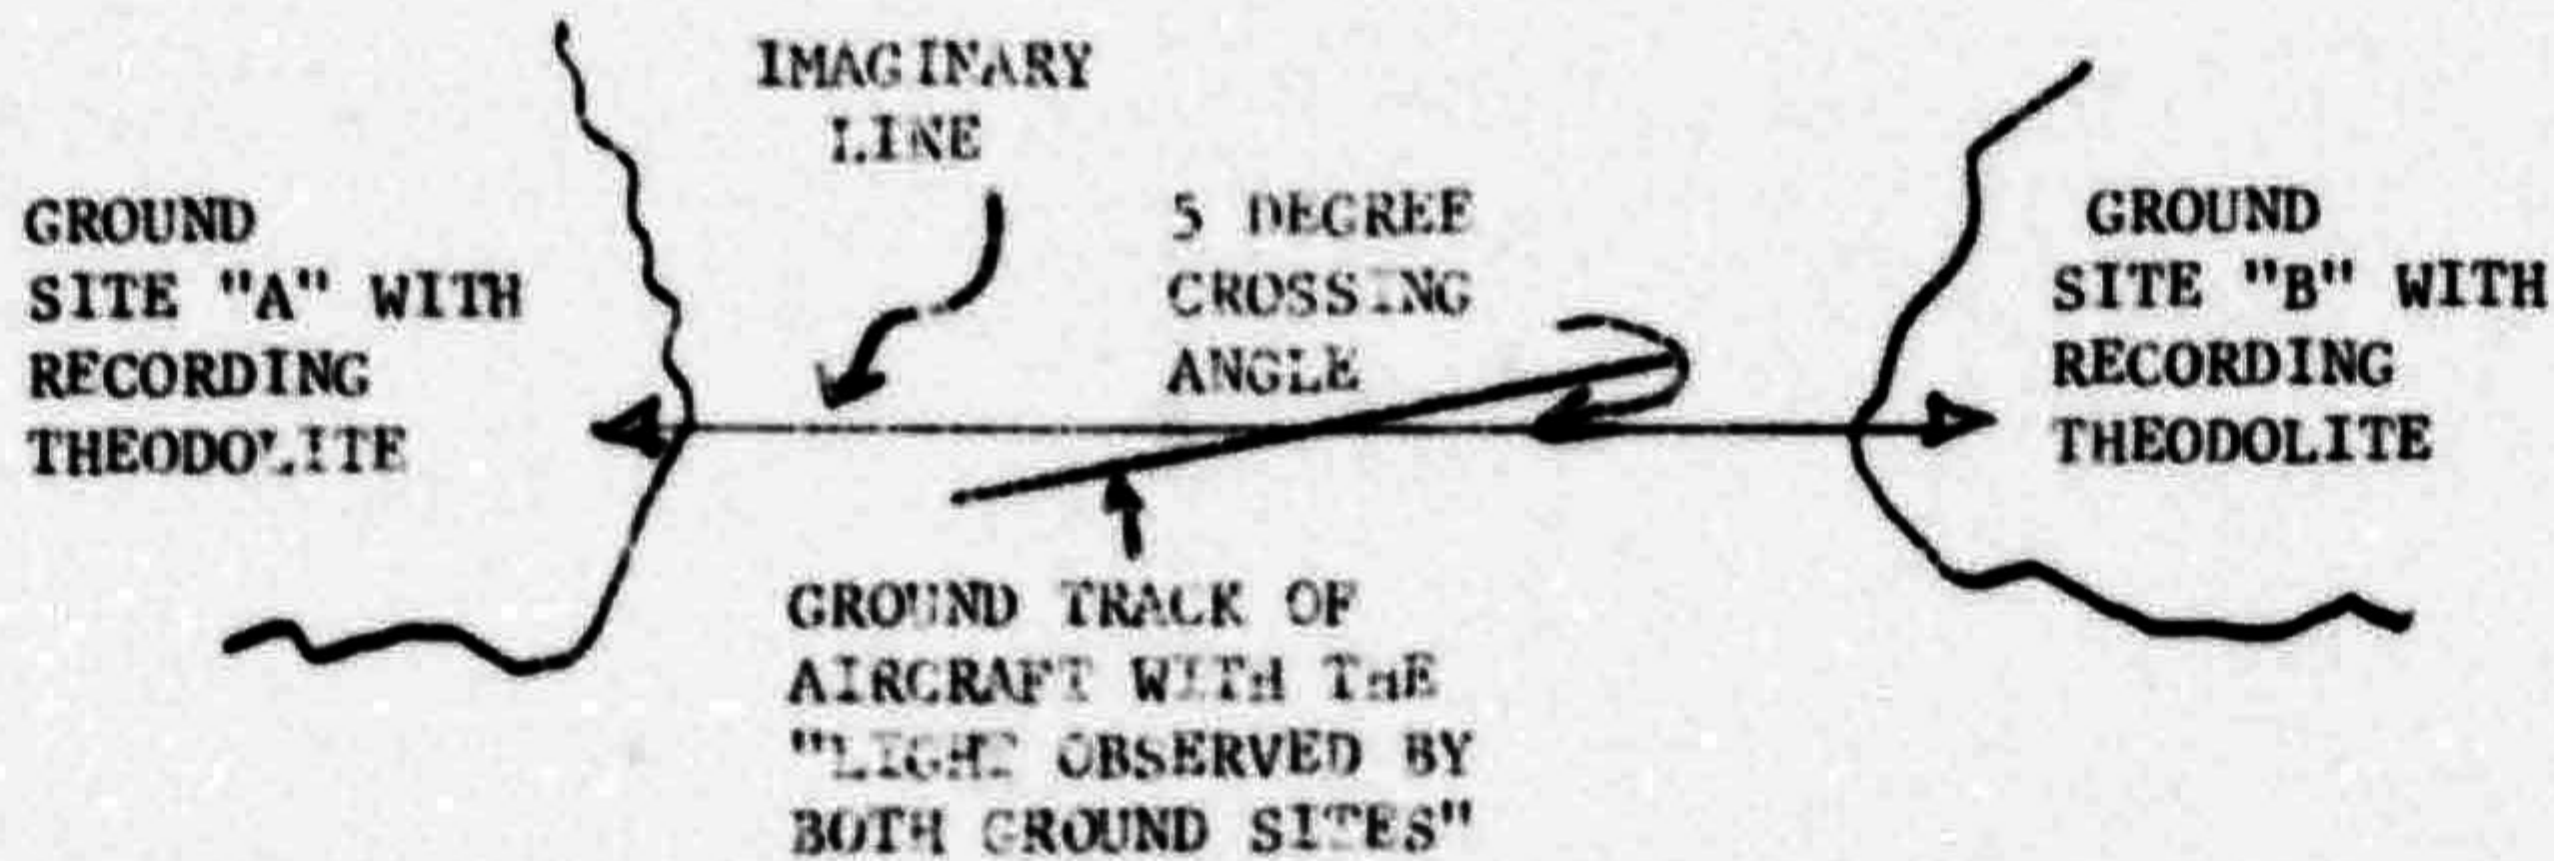 IMAGINARY
LINE
GROUND
SITE "A" WITH
RECORDING
THEODOLITE
5 DEGREE
CROSSING
ANGLE
GROUND
SITE "B" WITH
RECORDING
THEODOLITE
GROUND TRACK OF
AIRCRAFT WITH THE
"LIGHT OBSERVED BY
BOTH GROUND SITES"